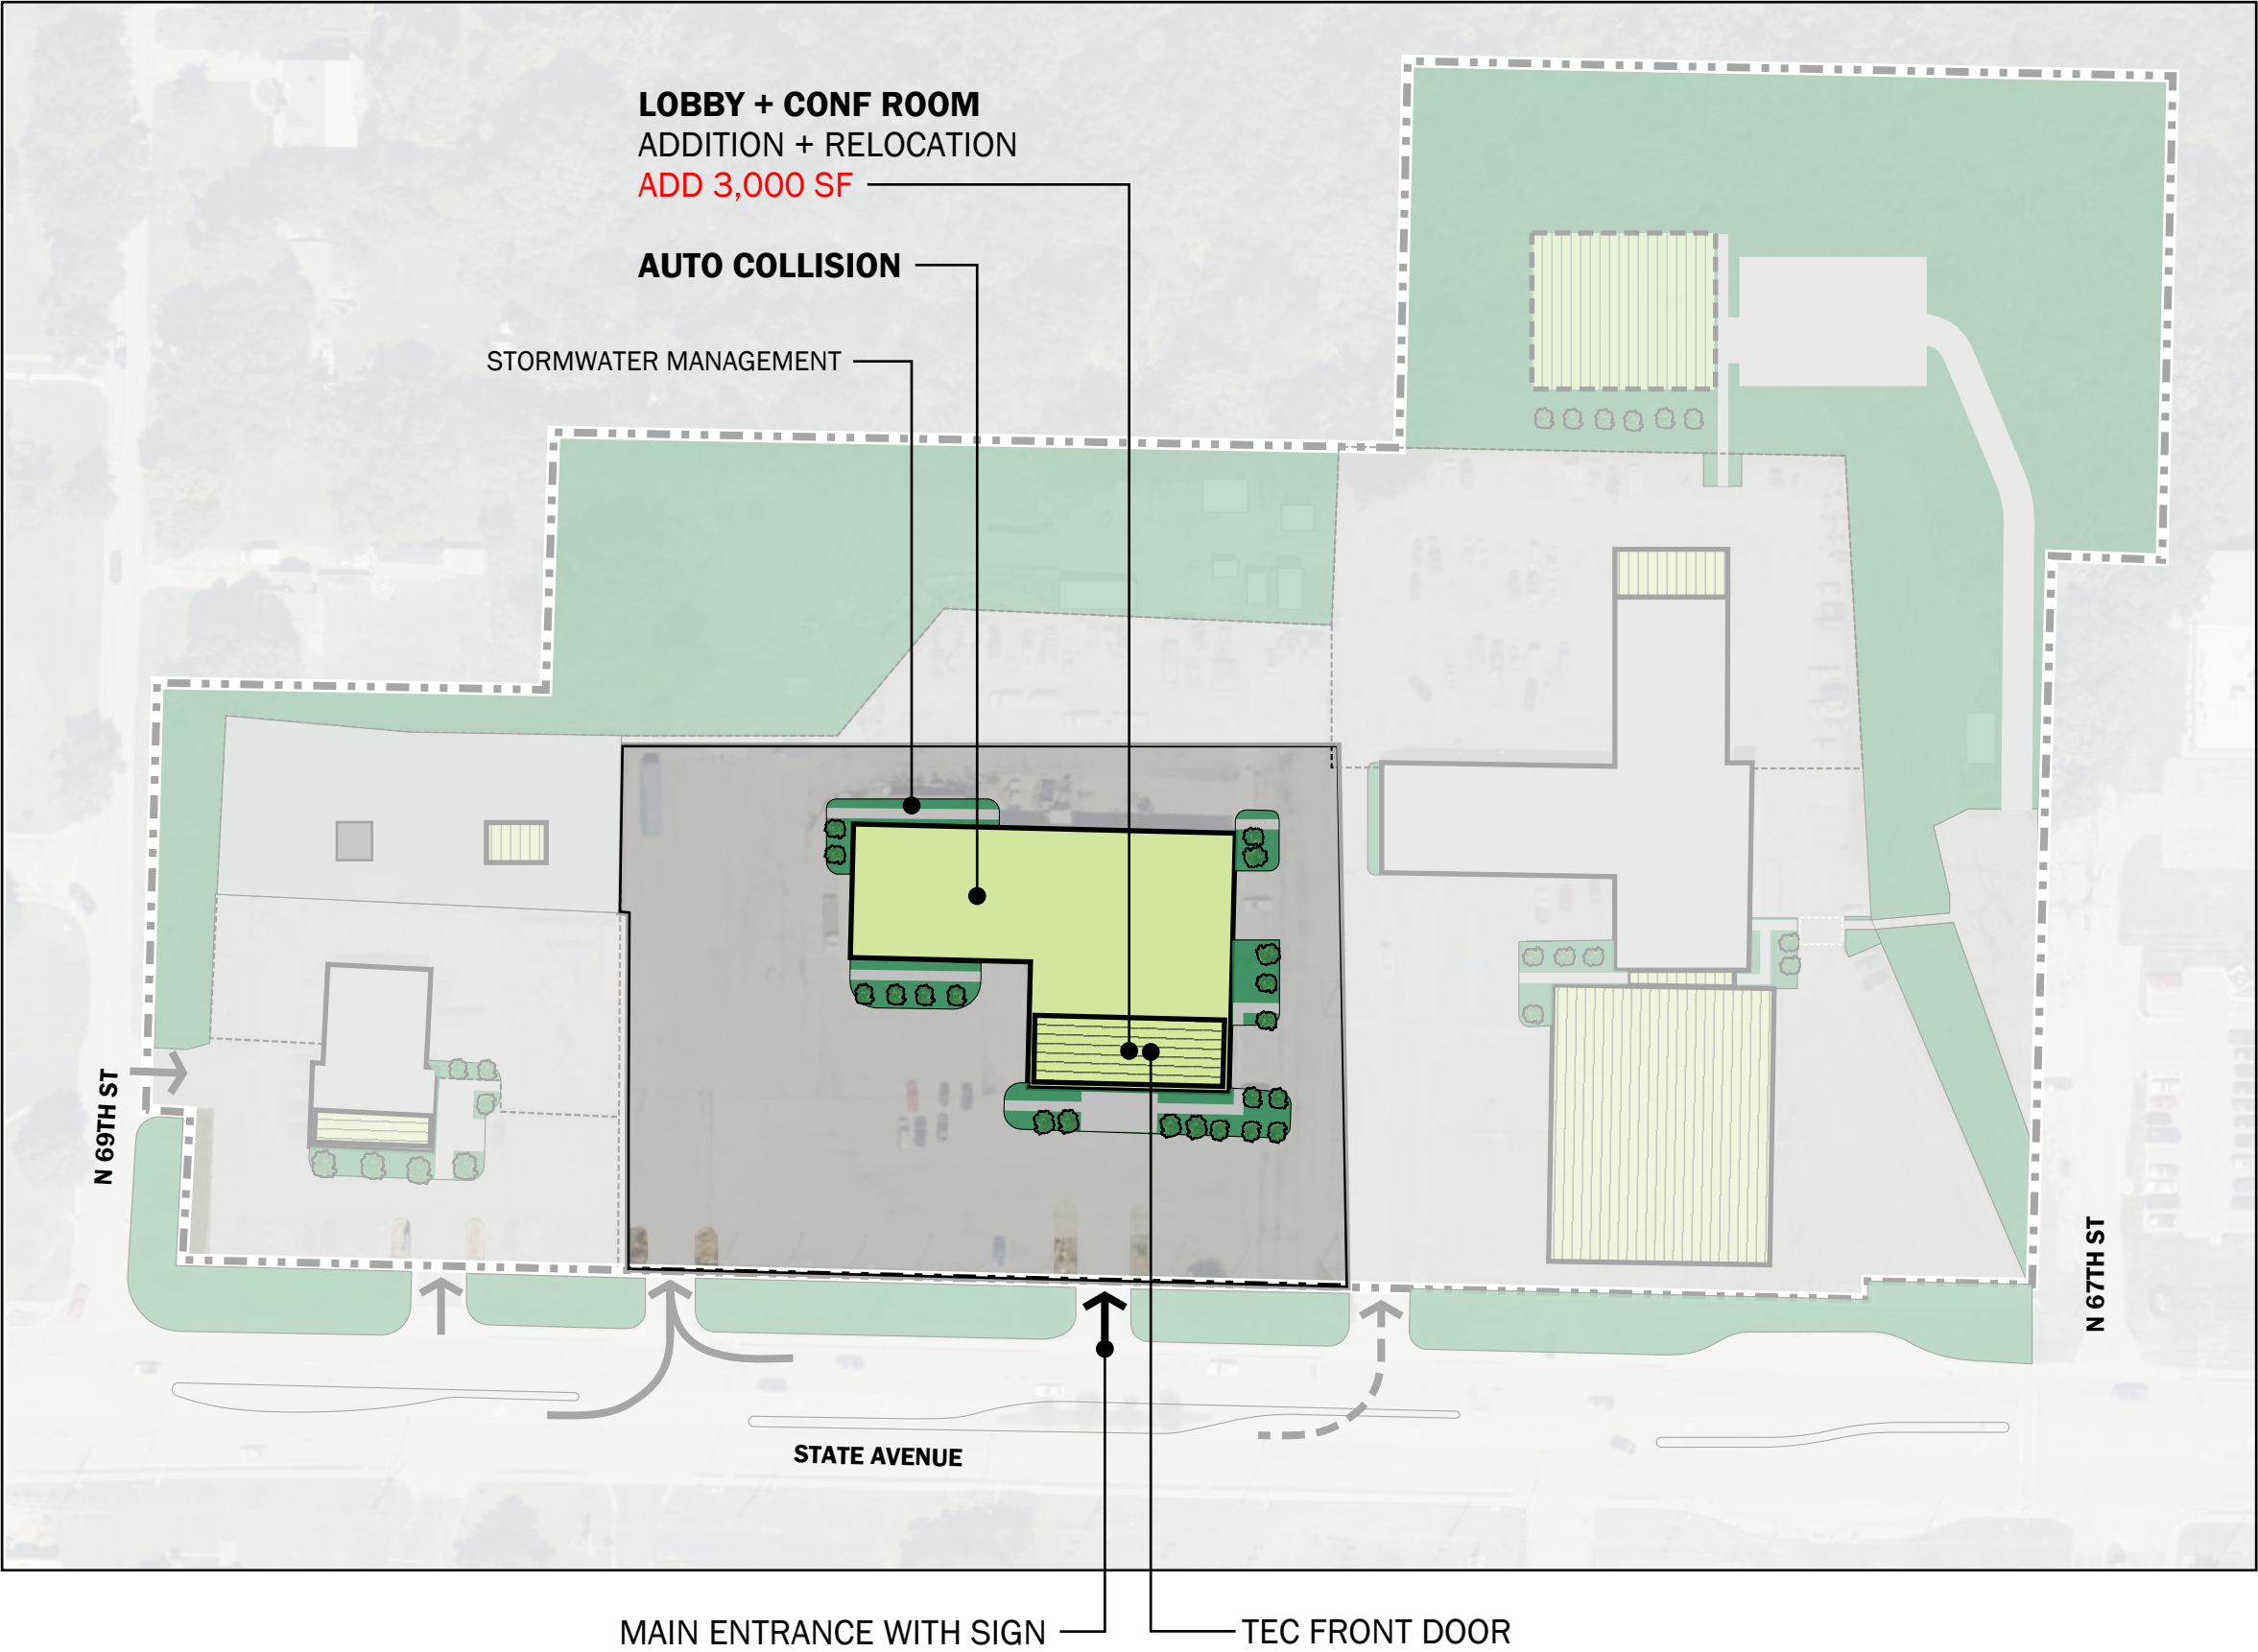 LOBBY + CONF ROOM
ADDITION + RELOCATION
ADD 3,000 SF
AUTO COLLISION
STORMWATER MANAGEMENT
N 69TH ST
N 67TH ST
STATE AVENUE
MAIN ENTRANCE WITH SIGN
TEC FRONT DOOR